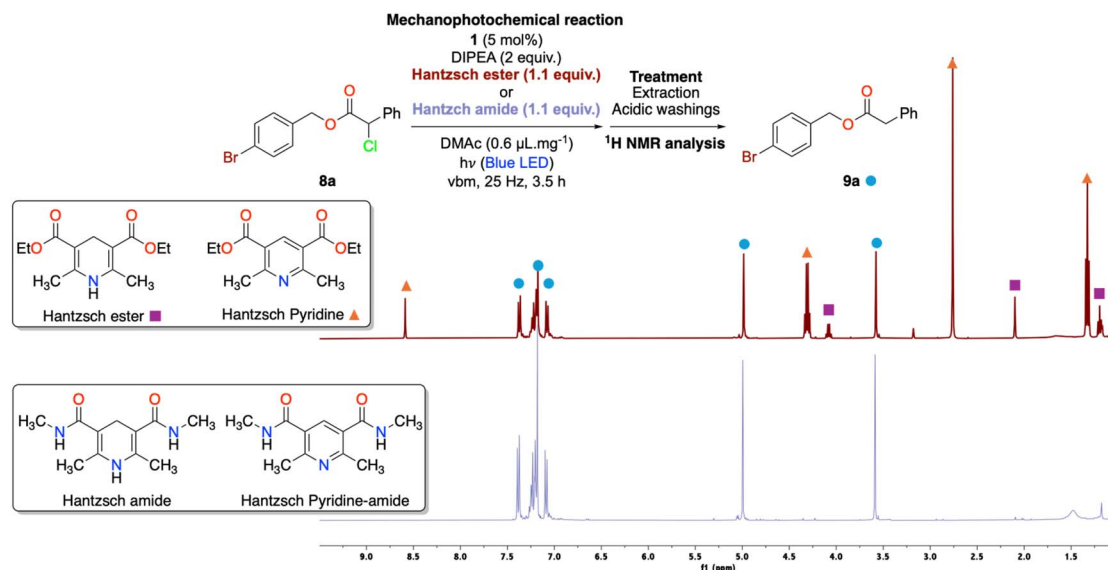 Mechanophotochemical reaction
1 (5 mol%)
DIPEA (2 equiv.)
Hantzsch ester (1.1 equiv.)
or
Hantzch amide (1.1 equiv.)
DMAc (0.6 μL.mg⁻¹)
hν (Blue LED)
vbm, 25 Hz, 3.5 h
Treatment
Extraction
Acidic washings
¹H NMR analysis
O
O
Ph
Cl
Br
8a
O
O
Ph
Br
9a
O
O
EtO
OEt
H₃C
N
H
CH₃
Hantzsch ester
O
O
EtO
OEt
H₃C
N
CH₃
Hantzsch Pyridine
O
O
H₃C
N
H
N
H
CH₃
H₃C
N
H
CH₃
Hantzsch amide
O
O
H₃C
N
H
N
H
CH₃
H₃C
N
CH₃
Hantzsch Pyridine-amide
9.0 8.5 8.0 7.5 7.0 6.5 6.0 5.5 5.0 4.5 4.0 3.5 3.0 2.5 2.0 1.5
f1 (ppm)